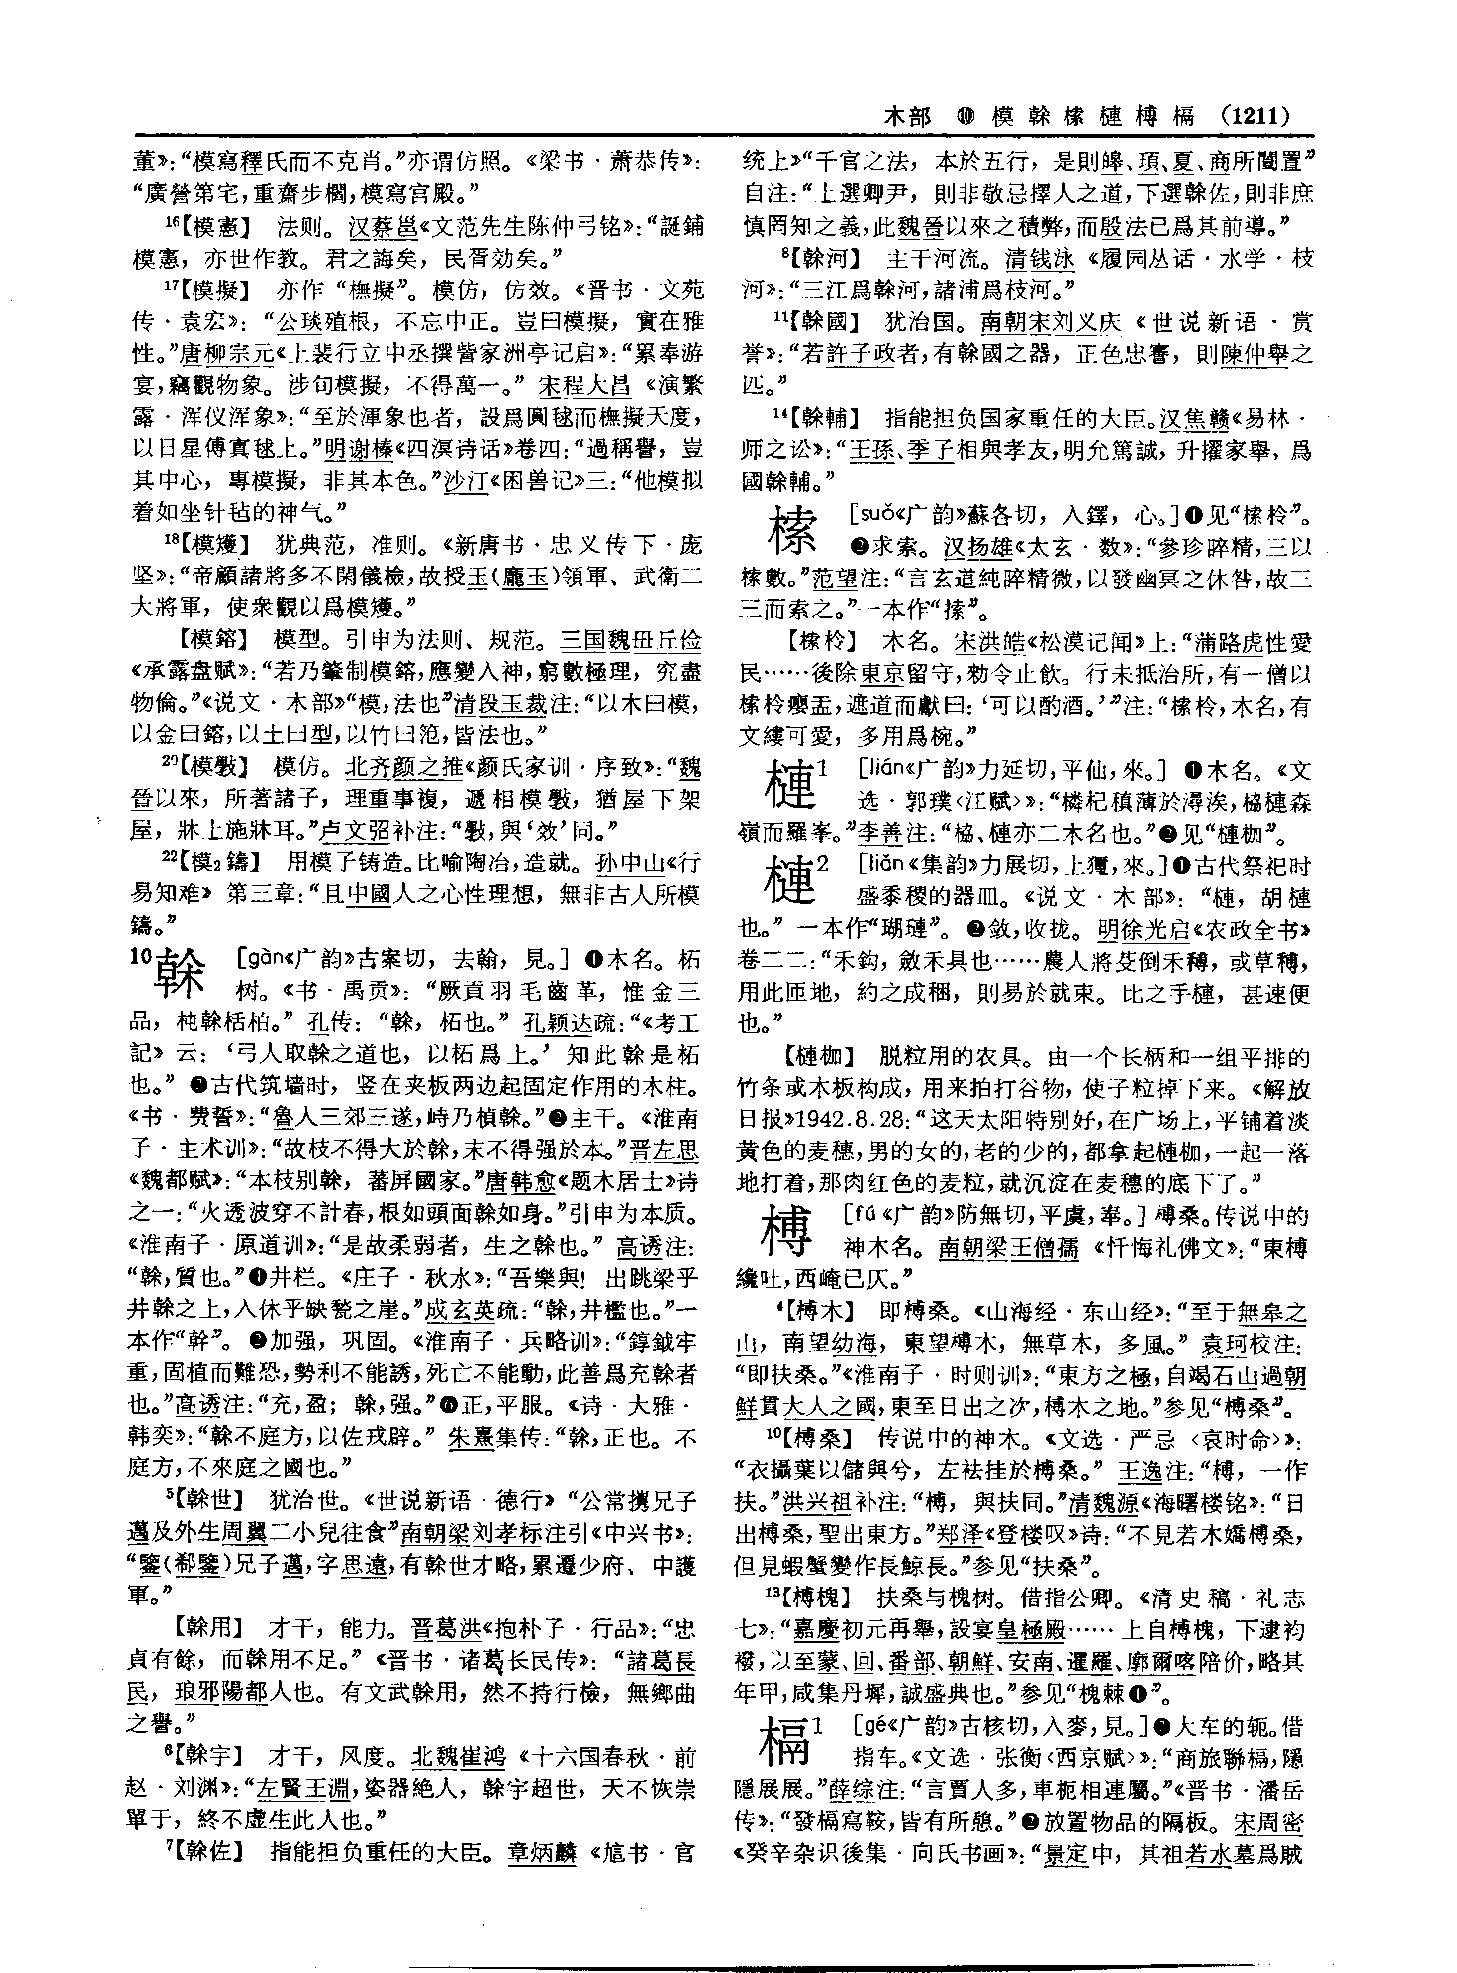 木部 ⑩ 模榦榡槤榑槅 (1211)
董》：“模寫釋氏而不克肖。”亦谓仿照。《梁书·萧恭传》：
“廣營第宅，重齋步櫩，模寫宫殿。”
16【模憲】 法则。汉蔡邕《文范先生陈仲弓铭》：“誕鋪
模憲，亦世作教。君之誨矣，民胥効矣。”
17【模擬】 亦作“橅擬”。模仿，仿效。《晋书·文苑
传·袁宏》：“公琰殖根，不忘中正。豈曰模擬，實在雅
性。”唐柳宗元《上裴行立中丞撰訾家洲亭记启》：“累奉游
宴，竊觀物象。涉旬模擬，不得萬一。”宋程大昌《演繁
露·浑仪浑象》：“至於渾象也者，設爲圓毬而橅擬天度，
以日星傅寘毬上。”明谢榛《四溟诗话》卷四：“過稱譽，豈
其中心，專模擬，非其本色。”沙汀《困兽记》三：“他模拟
着如坐针毡的神气。”
18【模矱】 犹典范，准则。《新唐书·忠义传下·庞
坚》：“帝顧諸將多不閑儀檢，故授玉(龐玉)領軍、武衛二
大將軍，使衆觀以爲模矱。”
【模鎔】 模型。引申为法则、规范。三国魏毌丘俭
《承露盘赋》：“若乃肇制模鎔，應變入神，窮數極理，究盡
物倫。”《说文·木部》“模，法也”清段玉裁注：“以木曰模，
以金曰鎔，以土曰型，以竹曰笵，皆法也。”
20【模斅】 模仿。北齐颜之推《颜氏家训·序致》：“魏
晉以來，所著諸子，理重事複，遞相模斅，猶屋下架
屋，牀上施牀耳。”卢文弨补注：“斅，與‘效’同。”
22【模2鑄】 用模子铸造。比喻陶冶，造就。孙中山《行
易知难》第三章：“且中國人之心性理想，無非古人所模
鑄。”
10榦 [gàn《广韵》古案切，去翰，見。]❶木名。柘
树。《书·禹贡》：“厥貢羽毛齒革，惟金三
品，杶榦栝柏。”孔传：“榦，柘也。”孔颖达疏：“《考工
記》云：‘弓人取榦之道也，以柘爲上。’知此榦是柘
也。”❷古代筑墙时，竖在夹板两边起固定作用的木柱。
《书·费誓》：“魯人三郊三遂，峙乃楨榦。”❸主干。《淮南
子·主术训》：“故枝不得大於榦，末不得强於本。”晋左思
《魏都赋》：“本枝别榦，蕃屏國家。”唐韩愈《题木居士》诗
之一：“火透波穿不計春，根如頭面榦如身。”引申为本质。
《淮南子·原道训》：“是故柔弱者，生之榦也。”高诱注：
“榦，質也。”❹井栏。《庄子·秋水》：“吾樂與！出跳梁乎
井榦之上，入休乎缺甃之崖。”成玄英疏：“榦，井檻也。”一
本作“幹”。❺加强，巩固。《淮南子·兵略训》：“錞鉞牢
重，固植而難恐，勢利不能誘，死亡不能動，此善爲充榦者
也。”高诱注：“充，盈；榦，强。”❻正，平服。《诗·大雅·
韩奕》：“榦不庭方，以佐戎辟。”朱熹集传：“榦，正也。不
庭方，不來庭之國也。”
5【榦世】 犹治世。《世说新语·德行》“公常携兄子
邁及外生周翼二小兒往食”南朝梁刘孝标注引《中兴书》：
“鑒(郗鑒)兄子邁，字思遠，有榦世才略，累遷少府、中護
軍。”
【榦用】 才干，能力。晋葛洪《抱朴子·行品》：“忠
貞有餘，而榦用不足。”《晋书·诸葛长民传》：“諸葛長
民，琅邪陽都人也。有文武榦用，然不持行檢，無鄉曲
之譽。”
6【榦宇】 才干，风度。北魏崔鸿《十六国春秋·前
赵·刘渊》：“左賢王淵，姿器絶人，榦宇超世，天不恢崇
單于，終不虚生此人也。”
7【榦佐】 指能担负重任的大臣。章炳麟《訄书·官
统上》“千官之法，本於五行，是則皞、頊、夏、商所闓置”
自注：“上選卿尹，則非敬忌擇人之道，下選榦佐，則非庶
慎罔知之義，此魏晉以來之積弊，而殷法已爲其前導。”
8【榦河】 主干河流。清钱泳《履园丛话·水学·枝
河》：“三江爲榦河，諸浦爲枝河。”
11【榦國】 犹治国。南朝宋刘义庆《世说新语·赏
誉》：“若許子政者，有榦國之器，正色忠謇，則陳仲舉之
匹。”
14【榦輔】 指能担负国家重任的大臣。汉焦赣《易林·
师之讼》：“王孫、季子相與孝友，明允篤誠，升擢家舉，爲
國榦輔。”
榡 [suǒ《广韵》蘇各切，入鐸，心。]❶见“榡柃”。
❷求索。汉扬雄《太玄·数》：“參珍睟精，三以
榡數。”范望注：“言玄道純睟精微，以發幽冥之休咎，故三
三而索之。”一本作“搎”。
【榡柃】 木名。宋洪皓《松漠记闻》上：“蒲路虎性愛
民……後除東京留守，勑令止飲。行未抵治所，有一僧以
榡柃癭盂，遮道而獻曰：‘可以酌酒。’”注：“榡柃，木名，有
文縷可愛，多用爲椀。”
槤1 [lián《广韵》力延切，平仙，來。]❶木名。《文
选·郭璞〈江赋〉》：“橉杞稹薄於潯涘，栛槤森
嶺而羅峯。”李善注：“栛、槤亦二木名也。”❷见“槤枷”。
槤2 [liǎn《集韵》力展切，上獮，來。]❶古代祭祀时
盛黍稷的器皿。《说文·木部》：“槤，胡槤
也。”一本作“瑚璉”。❷敛，收拢。明徐光启《农政全书》
卷二二：“禾鈎，斂禾具也……農人將芟倒禾穳，或草穳，
用此匝地，約之成稛，則易於就束。比之手槤，甚速便
也。”
【槤枷】 脱粒用的农具。由一个长柄和一组平排的
竹条或木板构成，用来拍打谷物，使子粒掉下来。《解放
日报》1942.8.28：“这天太阳特别好，在广场上，平铺着淡
黄色的麦穗，男的女的，老的少的，都拿起槤枷，一起一落
地打着，那肉红色的麦粒，就沉淀在麦穗的底下了。”
榑 [fú《广韵》防無切，平虞，奉。]榑桑。传说中的
神木名。南朝梁王僧孺《忏悔礼佛文》：“東榑
纔吐，西崦已仄。”
4【榑木】 即榑桑。《山海经·东山经》：“至于無皋之
山，南望幼海，東望榑木，無草木，多風。”袁珂校注：
“即扶桑。”《淮南子·时则训》：“東方之極，自竭石山過朝
鮮貫大人之國，東至日出之次，榑木之地。”参见“榑桑”。
10【榑桑】 传说中的神木。《文选·严忌〈哀时命〉》：
“衣攝葉以儲與兮，左袪挂於榑桑。”王逸注：“榑，一作
扶。”洪兴祖补注：“榑，與扶同。”清魏源《海曙楼铭》：“日
出榑桑，聖出東方。”郑泽《登楼叹》诗：“不見若木嬌榑桑，
但見蝦蟹變作長鯨長。”参见“扶桑”。
13【榑槐】 扶桑与槐树。借指公卿。《清史稿·礼志
七》：“嘉慶初元再舉，設宴皇極殿……上自榑槐，下逮袀
襏，以至蒙、回、番部、朝鮮、安南、暹羅、廓爾喀陪价，略其
年甲，咸集丹墀，誠盛典也。”参见“槐棘❶”。
槅1 [gé《广韵》古核切，入麥，見。]❶大车的轭。借
指车。《文选·张衡〈西京赋〉》：“商旅聯槅，隱
隱展展。”薛综注：“言賈人多，車枙相連屬。”《晋书·潘岳
传》：“發槅寫鞍，皆有所憩。”❷放置物品的隔板。宋周密
《癸辛杂识後集·向氏书画》：“景定中，其祖若水墓爲賊